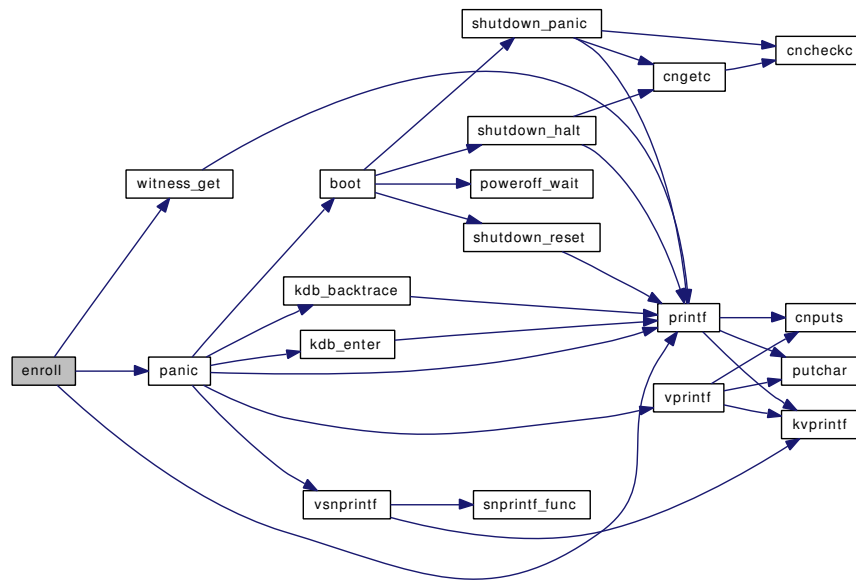 shutdown_panic
cncheckc
cngetc
shutdown_halt
witness_get
boot
poweroff_wait
shutdown_reset
kdb_backtrace
printf
cnputs
kdb_enter
enroll
panic
putchar
vprintf
kvprintf
vsnprintf
snprintf_func